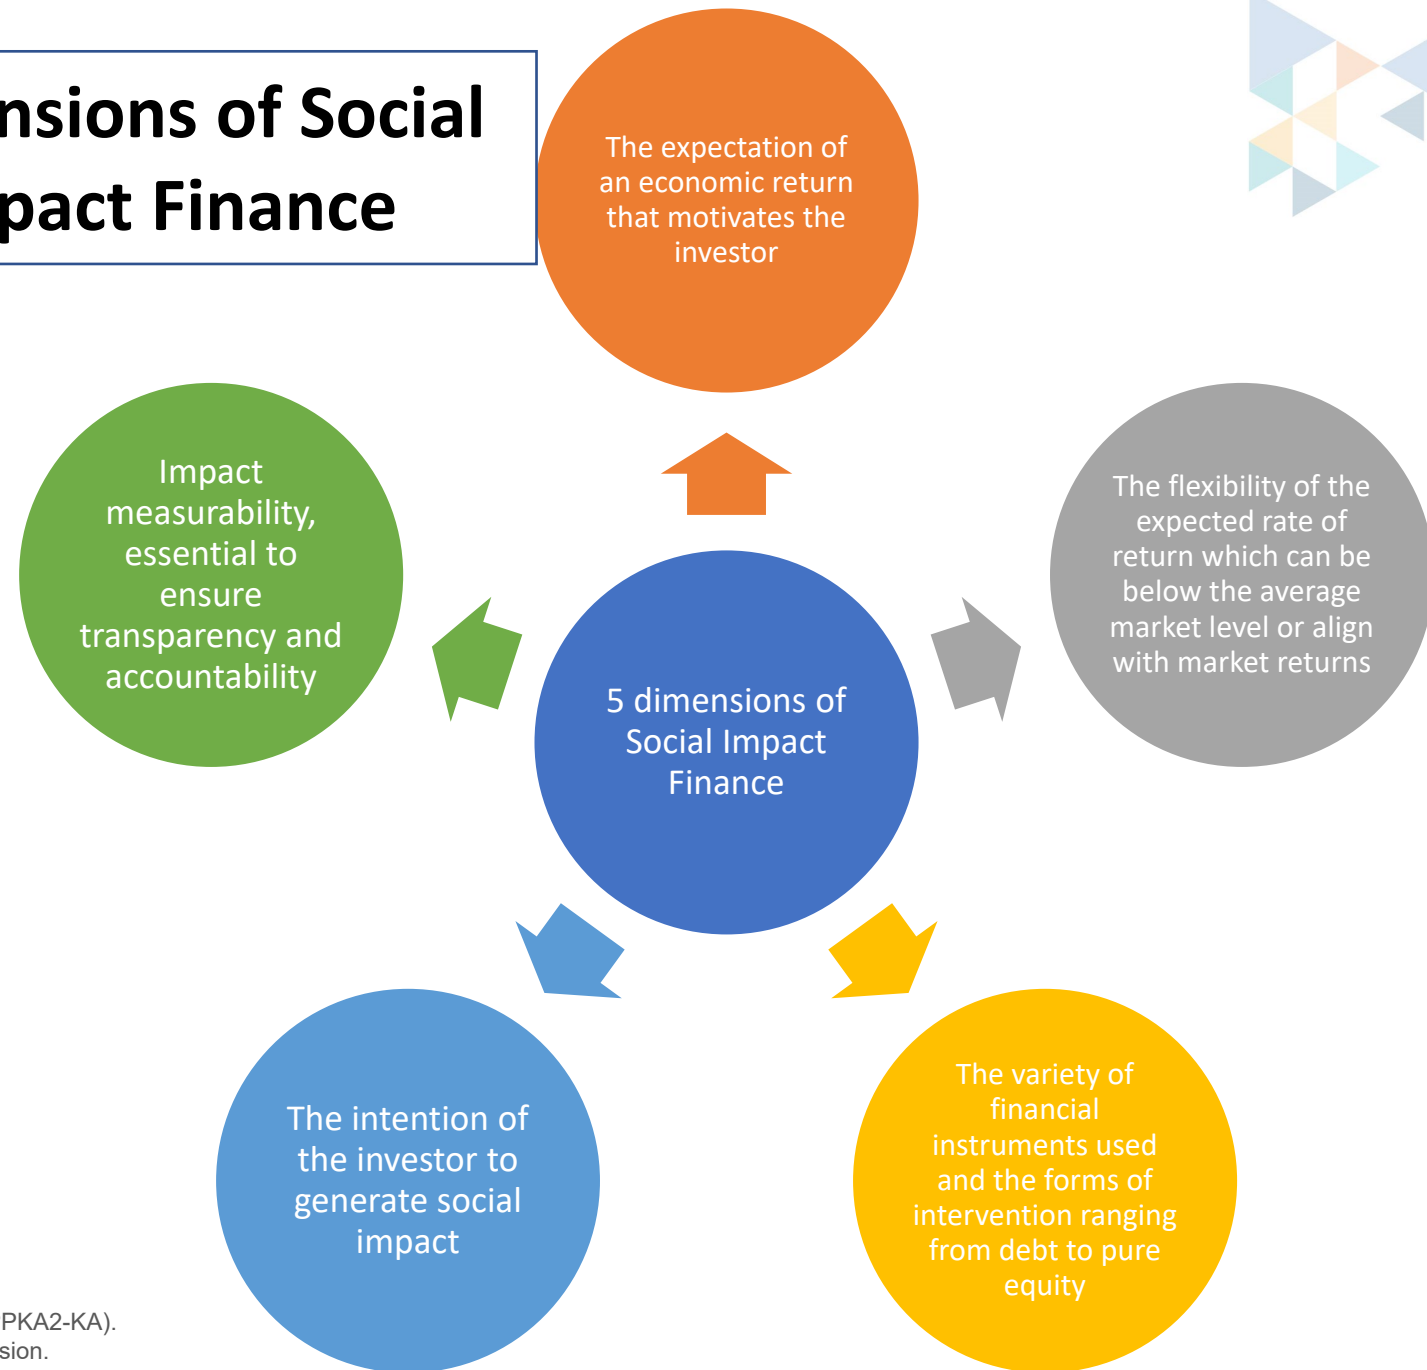 nsions of Social
pact Finance
The expectation of
an economic return
that motivates the
investor
Impact
measurability,
essential to
ensure
transparency and
accountability
The flexibility of the
expected rate of
return which can be
below the average
market level or align
with market returns
5 dimensions of
Social Impact
Finance
The intention of
the investor to
generate social
impact
The variety of
financial
instruments used
and the forms of
intervention ranging
from debt to pure
equity
PKA2-KA).
sion.